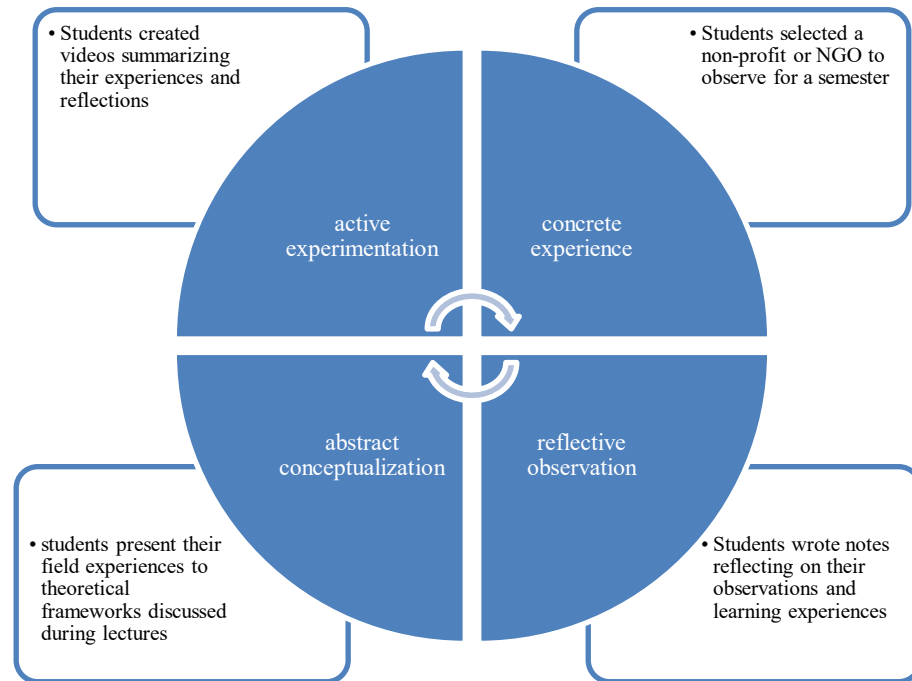 • Students created
videos summarizing
their experiences and
reflections
• Students selected a
non-profit or NGO to
observe for a semester
active
experimentation
concrete
experience
abstract
conceptualization
reflective
observation
• students present their
field experiences to
theoretical
frameworks discussed
during lectures
• Students wrote notes
reflecting on their
observations and
learning experiences